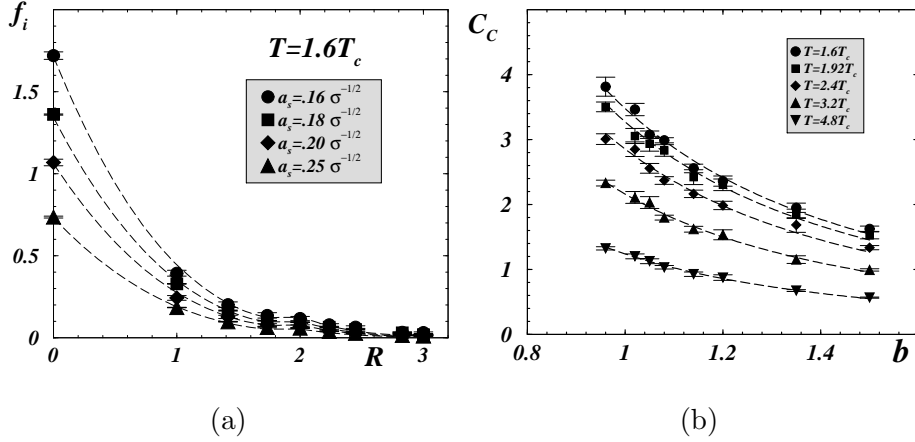 f_i
T=1.6T_c
a_s=.16 σ^{-1/2}
a_s=.18 σ^{-1/2}
a_s=.20 σ^{-1/2}
a_s=.25 σ^{-1/2}
1.5
1
0.5
0
0 1 2 3
R
(a)
C_C
T=1.6T_c
T=1.92T_c
T=2.4T_c
T=3.2T_c
T=4.8T_c
4
3
2
1
0
0.8 1 1.2 1.4
b
(b)